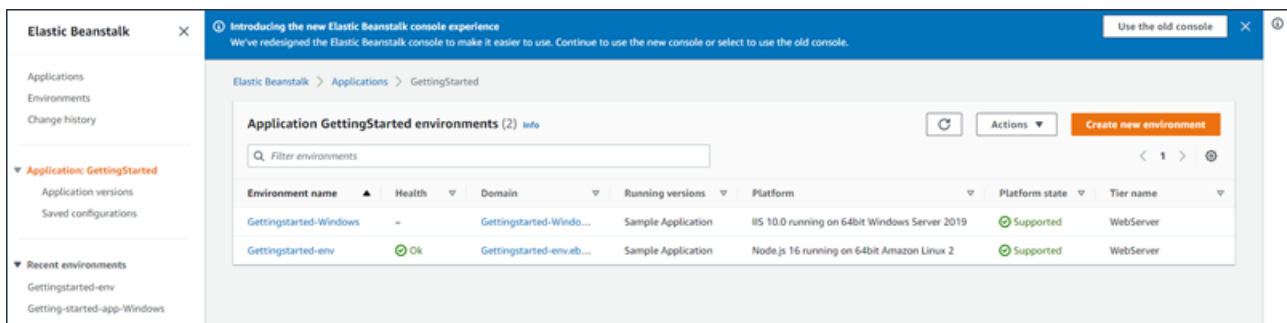 Elastic Beanstalk
Applications
Environments
Change history
Application: GettingStarted
Application versions
Saved configurations
Recent environments
Gettingstarted-env
Getting-started-app-Windows
Introducing the new Elastic Beanstalk console experience
We've redesigned the Elastic Beanstalk console to make it easier to use. Continue to use the new console or select to use the old console.
Use the old console
Elastic Beanstalk > Applications > GettingStarted
Application GettingStarted environments (2) Info
Actions
Create new environment
Filter environments
1
Environment name Health Domain Running versions Platform Platform state Tier name
Gettingstarted-Windows – Gettingstarted-Windo... Sample Application IIS 10.0 running on 64bit Windows Server 2019 Supported WebServer
Gettingstarted-env Ok Gettingstarted-env.eb... Sample Application Node.js 16 running on 64bit Amazon Linux 2 Supported WebServer